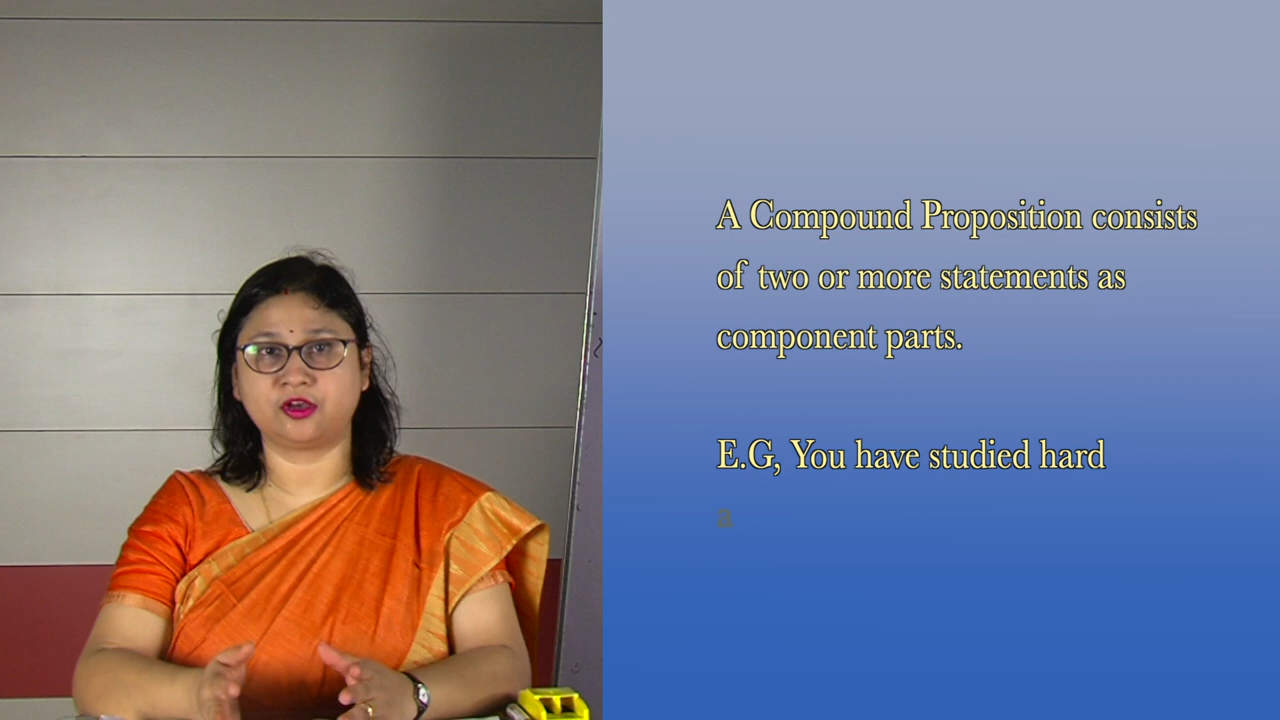 A Compound Proposition consists
of two or more statements as
component parts.
E.G, You have studied hard
a